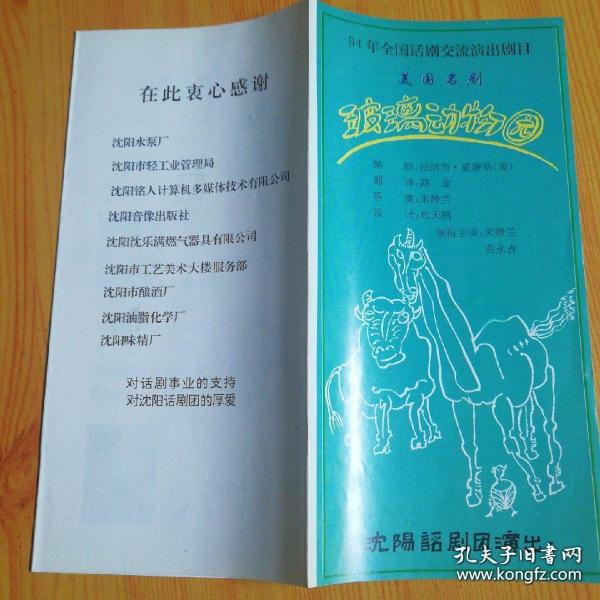 在此衷心感谢
沈阳水泵厂
沈阳市轻工业管理局
沈阳铭人计算机多媒体技术有限公司
沈阳音像出版社
沈阳沈乐满燃气器具有限公司
沈阳市工艺美术大楼服务部
沈阳市酿酒厂
沈阳油脂化学厂
沈阳味精厂
对话剧事业的支持
对沈阳话剧团的厚爱
94年全国话剧交流演出剧目
美国名剧
玻璃动物园
编 剧:田纳西·威廉斯(美)
翻 译:路金
导 演:朱静兰
设 计:杜天鹏
领衔主演:朱静兰
曲永吉
沈陽話剧团演出
孔夫子旧书网
www.kongfz.com